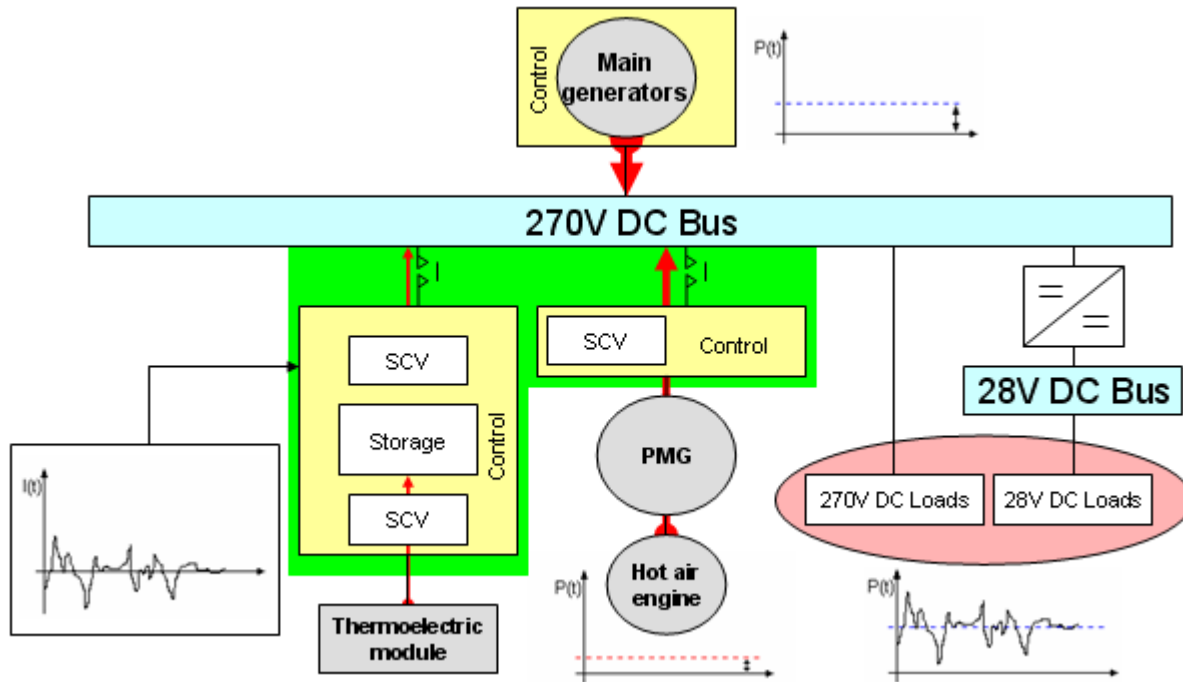 Control
Main
generators
P(t)
270V DC Bus
I
I
SCV
Storage
SCV
Control
SCV
Control
28V DC Bus
PMG
270V DC Loads
28V DC Loads
I(t)
Hot air
engine
P(t)
P(t)
Thermoelectric
module